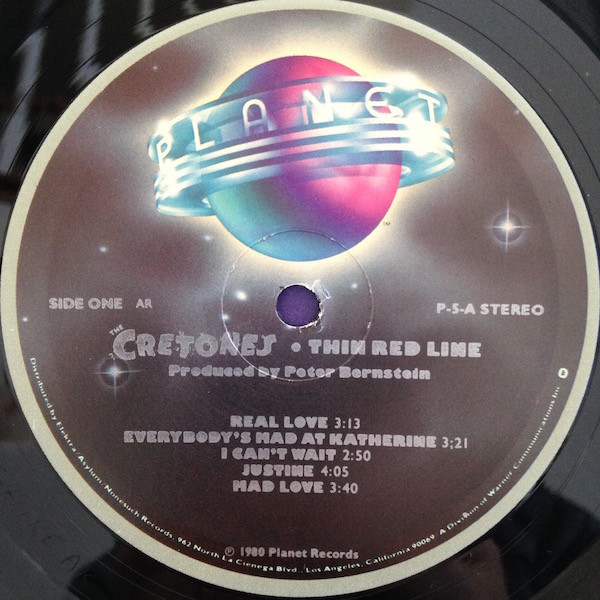 PLANET
TM
SIDE ONE AR
P-5-A STEREO
THE CRETONES • THIN RED LINE
Produced by Peter Bernstein
REAL LOVE 3:13
EVERYBODY'S MAD AT KATHERINE 3:21
I CAN'T WAIT 2:50
JUSTINE 4:05
MAD LOVE 3:40
℗ 1980 Planet Records
Distributed by Elektra/Asylum/Nonesuch Records, 962 North La Cienega Blvd., Los Angeles, California 90069. A Division of Warner Communications Inc.